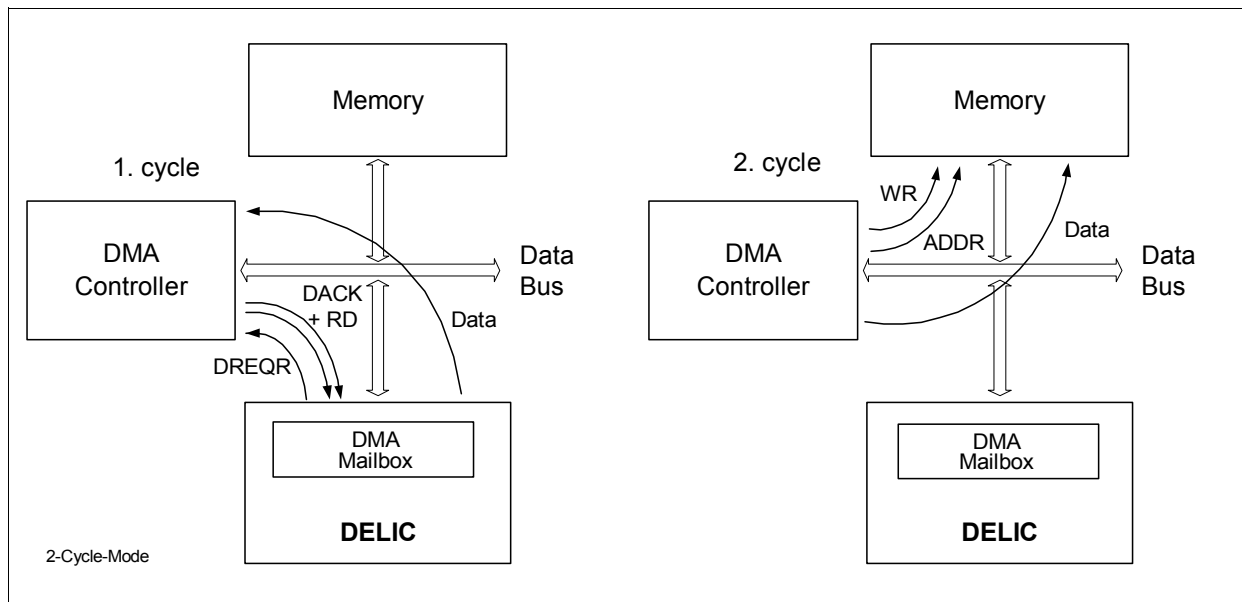 Memory
1. cycle
DMA
Controller
Data
Bus
DACK
+ RD
Data
DREQR
DMA
Mailbox
DELIC
2-Cycle-Mode
Memory
2. cycle
WR
ADDR
Data
DMA
Controller
Data
Bus
DMA
Mailbox
DELIC